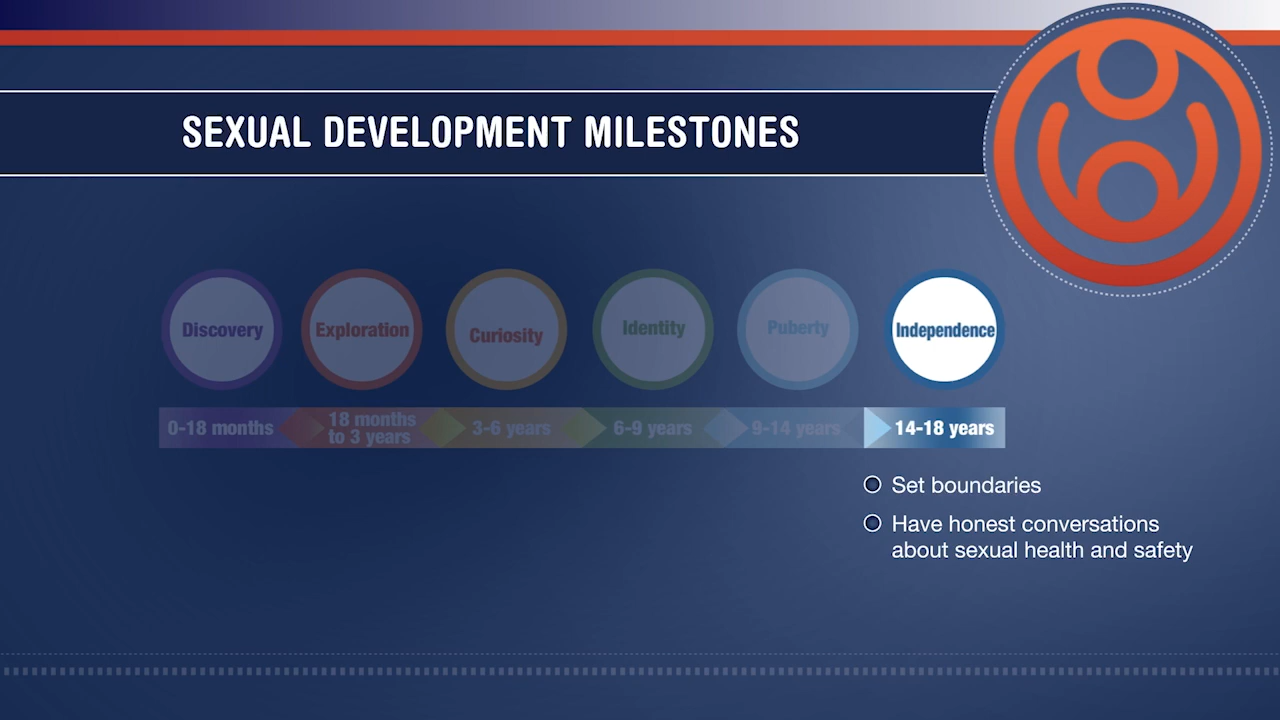 SEXUAL DEVELOPMENT MILESTONES
Discovery
Exploration
Curiosity
Identity
Puberty
Independence
0-18 months
18 months
to 3 years
3-6 years
6-9 years
9-14 years
14-18 years
Set boundaries
Have honest conversations
about sexual health and safety